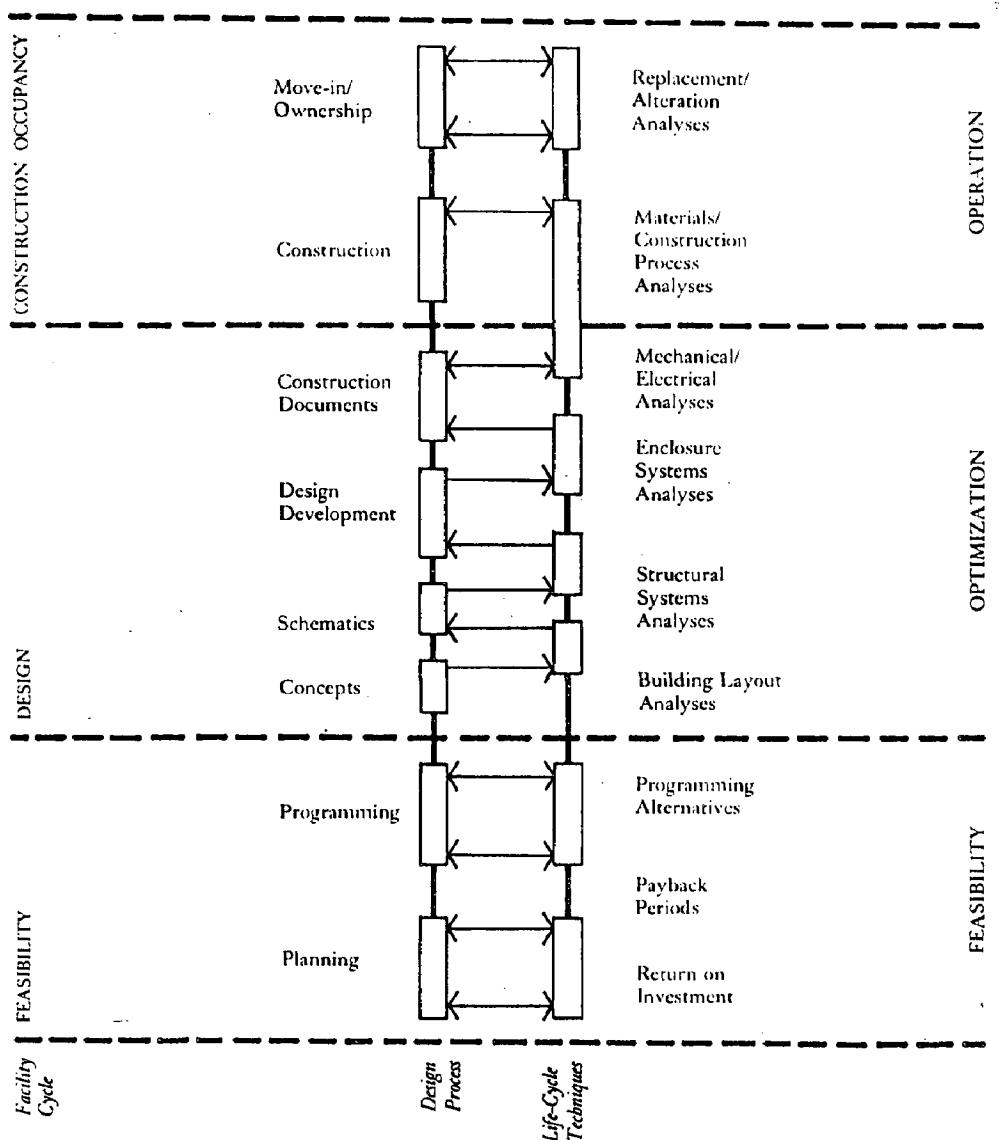 CONSTRUCTION OCCUPANCY
Move-in/
Ownership
Replacement/
Alteration
Analyses
OPERATION
Construction
Materials/
Construction
Process
Analyses
DESIGN
Construction
Documents
Mechanical/
Electrical
Analyses
OPTIMIZATION
Design
Development
Enclosure
Systems
Analyses
Schematics
Structural
Systems
Analyses
Concepts
Building Layout
Analyses
FEASIBILITY
Programming
Programming
Alternatives
FEASIBILITY
Payback
Periods
Planning
Return on
Investment
Facility
Cycle
Design
Process
Life-Cycle
Techniques